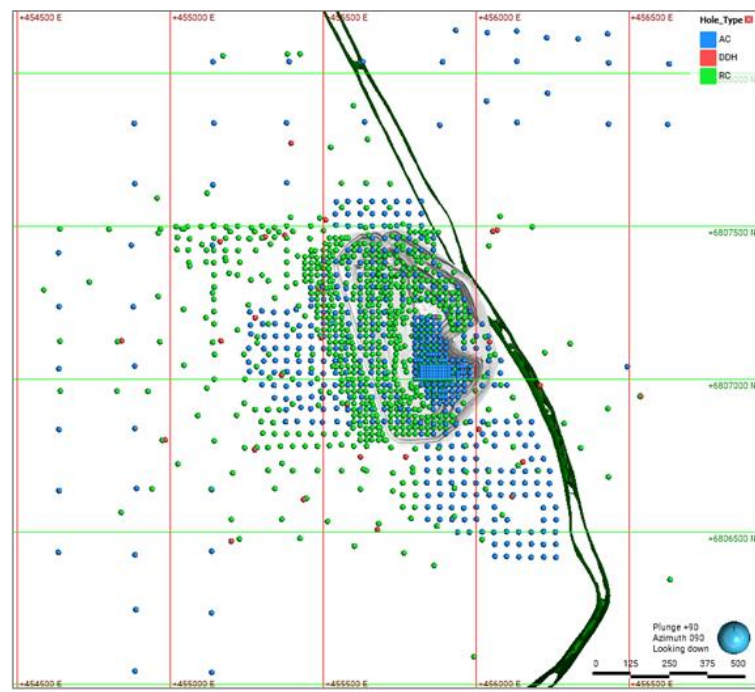 +454500 E
+455000 E
+455500 E
+456000 E
+456500 E
Hole_Type
AC
DDH
RC
+6807500 N
+6807000 N
+6806500 N
Plunge +90
Azimuth 090
Looking down
0 125 250 375 500
+454500 E
+455000 E
+455500 E
+456000 E
+456500 E